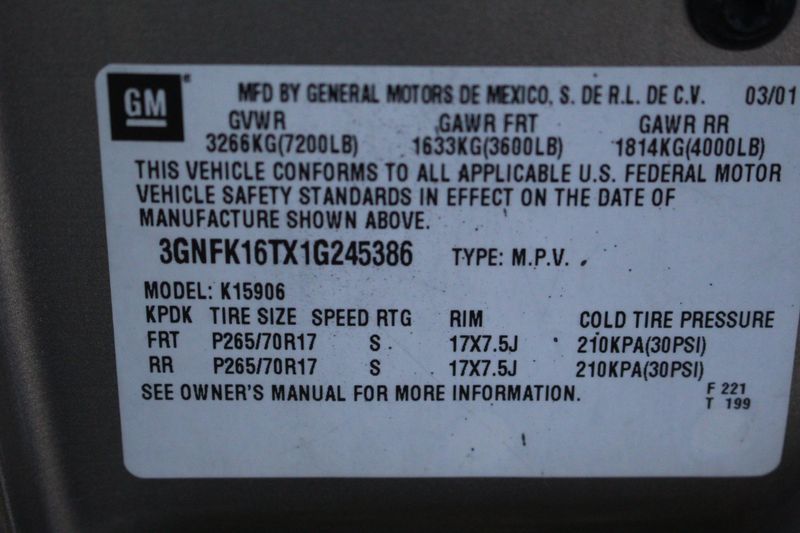 GM® MFD BY GENERAL MOTORS DE MEXICO, S. DE R.L. DE C.V. 03/01
GVWR GAWR FRT GAWR RR
3266KG(7200LB) 1633KG(3600LB) 1814KG(4000LB)
THIS VEHICLE CONFORMS TO ALL APPLICABLE U.S. FEDERAL MOTOR
VEHICLE SAFETY STANDARDS IN EFFECT ON THE DATE OF
MANUFACTURE SHOWN ABOVE.
3GNFK16TX1G245386 TYPE: M.P.V.
MODEL: K15906
KPDK TIRE SIZE SPEED RTG RIM COLD TIRE PRESSURE
FRT P265/70R17 S 17X7.5J 210KPA(30PSI)
RR P265/70R17 S 17X7.5J 210KPA(30PSI)
SEE OWNER'S MANUAL FOR MORE INFORMATION. F 221
T 199